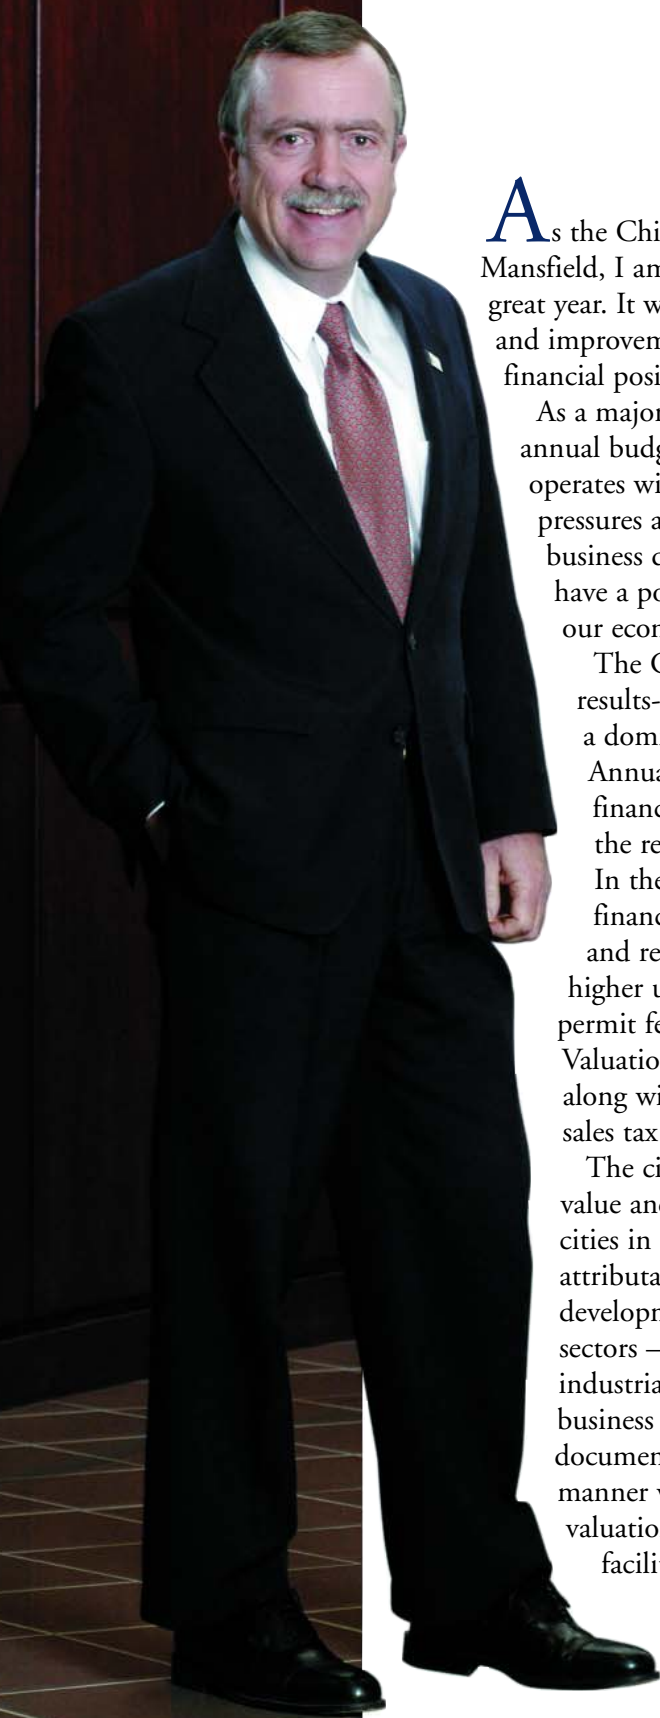 As the Chi
Mansfield, I am
great year. It w
and improvem
financial posi
As a major
annual budg
operates wi
pressures a
business c
have a po
our econ
The C
results-
a dom
Annua
financ
the re
In the
financ
and re
higher u
permit fe
Valuatio
along wi
sales tax
The ci
value and
cities in
attributa
developm
sectors –
industria
business
documen
manner v
valuatio
facili